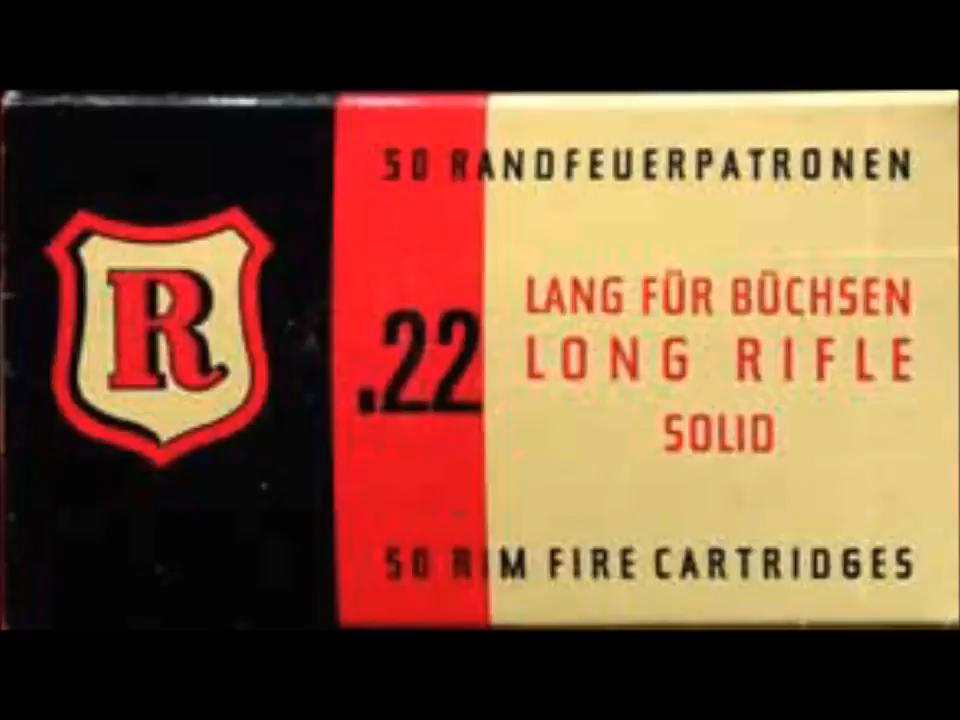 50 RANDFEUERPATRONEN
R
LANG FÜR BÜCHSEN
.22
LONG RIFLE
SOLID
50 RIM FIRE CARTRIDGES